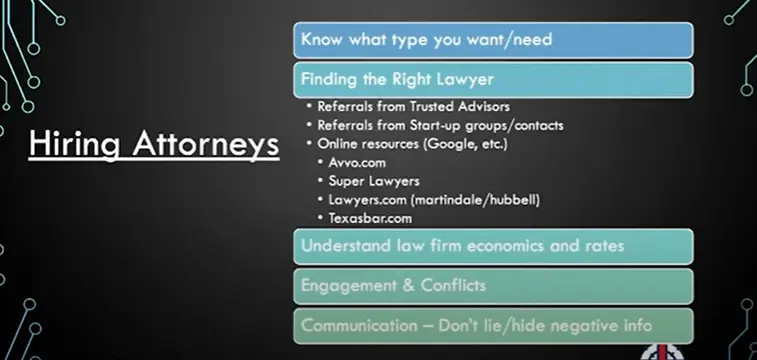 Hiring Attorneys
Know what type you want/need
Finding the Right Lawyer
• Referrals from Trusted Advisors
• Referrals from Start-up groups/contacts
• Online resources (Google, etc.)
• Avvo.com
• Super Lawyers
• Lawyers.com (martindale/hubbell)
• Texasbar.com
Understand law firm economics and rates
Engagement & Conflicts
Communication – Don't lie/hide negative info